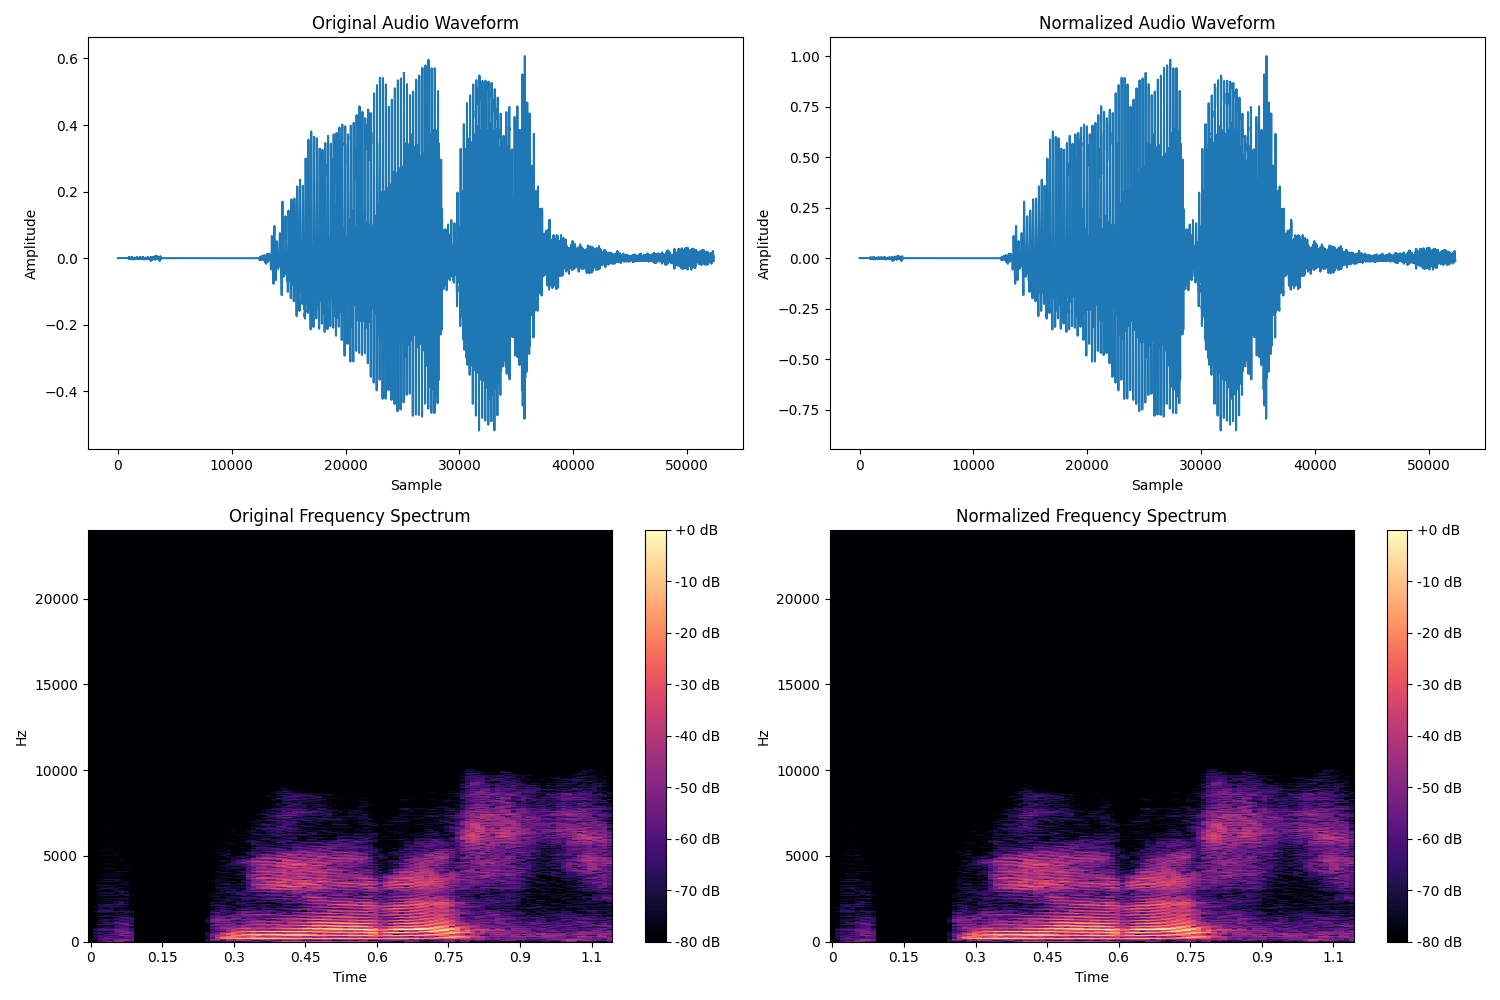 Original Audio Waveform
Amplitude
0.6
0.4
0.2
0.0
−0.2
−0.4
0 10000 20000 30000 40000 50000
Sample
Normalized Audio Waveform
Amplitude
1.00
0.75
0.50
0.25
0.00
−0.25
−0.50
−0.75
0 10000 20000 30000 40000 50000
Sample
Original Frequency Spectrum
Hz
20000
15000
10000
5000
0
0 0.15 0.3 0.45 0.6 0.75 0.9 1.1
Time
+0 dB
-10 dB
-20 dB
-30 dB
-40 dB
-50 dB
-60 dB
-70 dB
-80 dB
Normalized Frequency Spectrum
Hz
20000
15000
10000
5000
0
0 0.15 0.3 0.45 0.6 0.75 0.9 1.1
Time
+0 dB
-10 dB
-20 dB
-30 dB
-40 dB
-50 dB
-60 dB
-70 dB
-80 dB